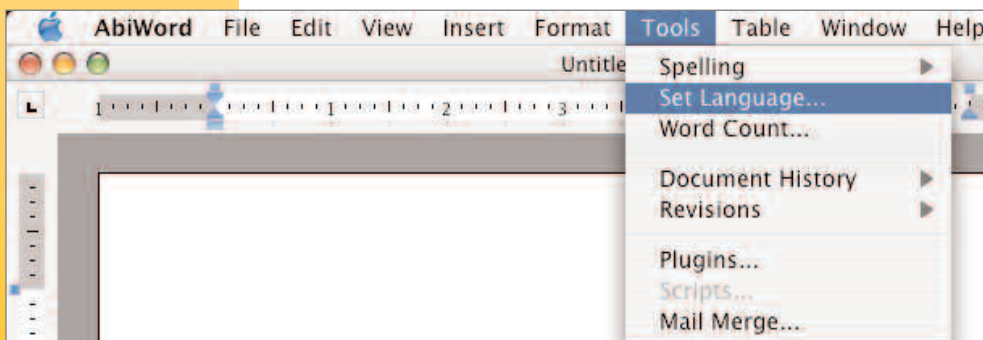 AbiWord File Edit View Insert Format Tools Table Window Help
Untitle
Spelling
Set Language...
1 1 2 3
Word Count...
Document History
Revisions
Plugins...
Scripts...
Mail Merge...